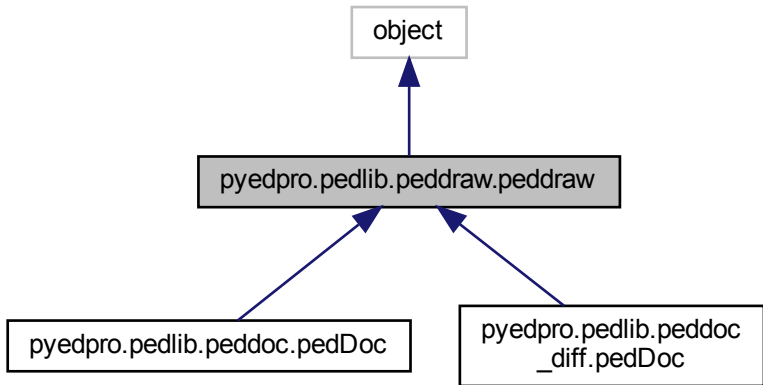 object
pyedpro.pedlib.peddraw.peddraw
pyedpro.pedlib.peddoc.pedDoc
pyedpro.pedlib.peddoc
_diff.pedDoc